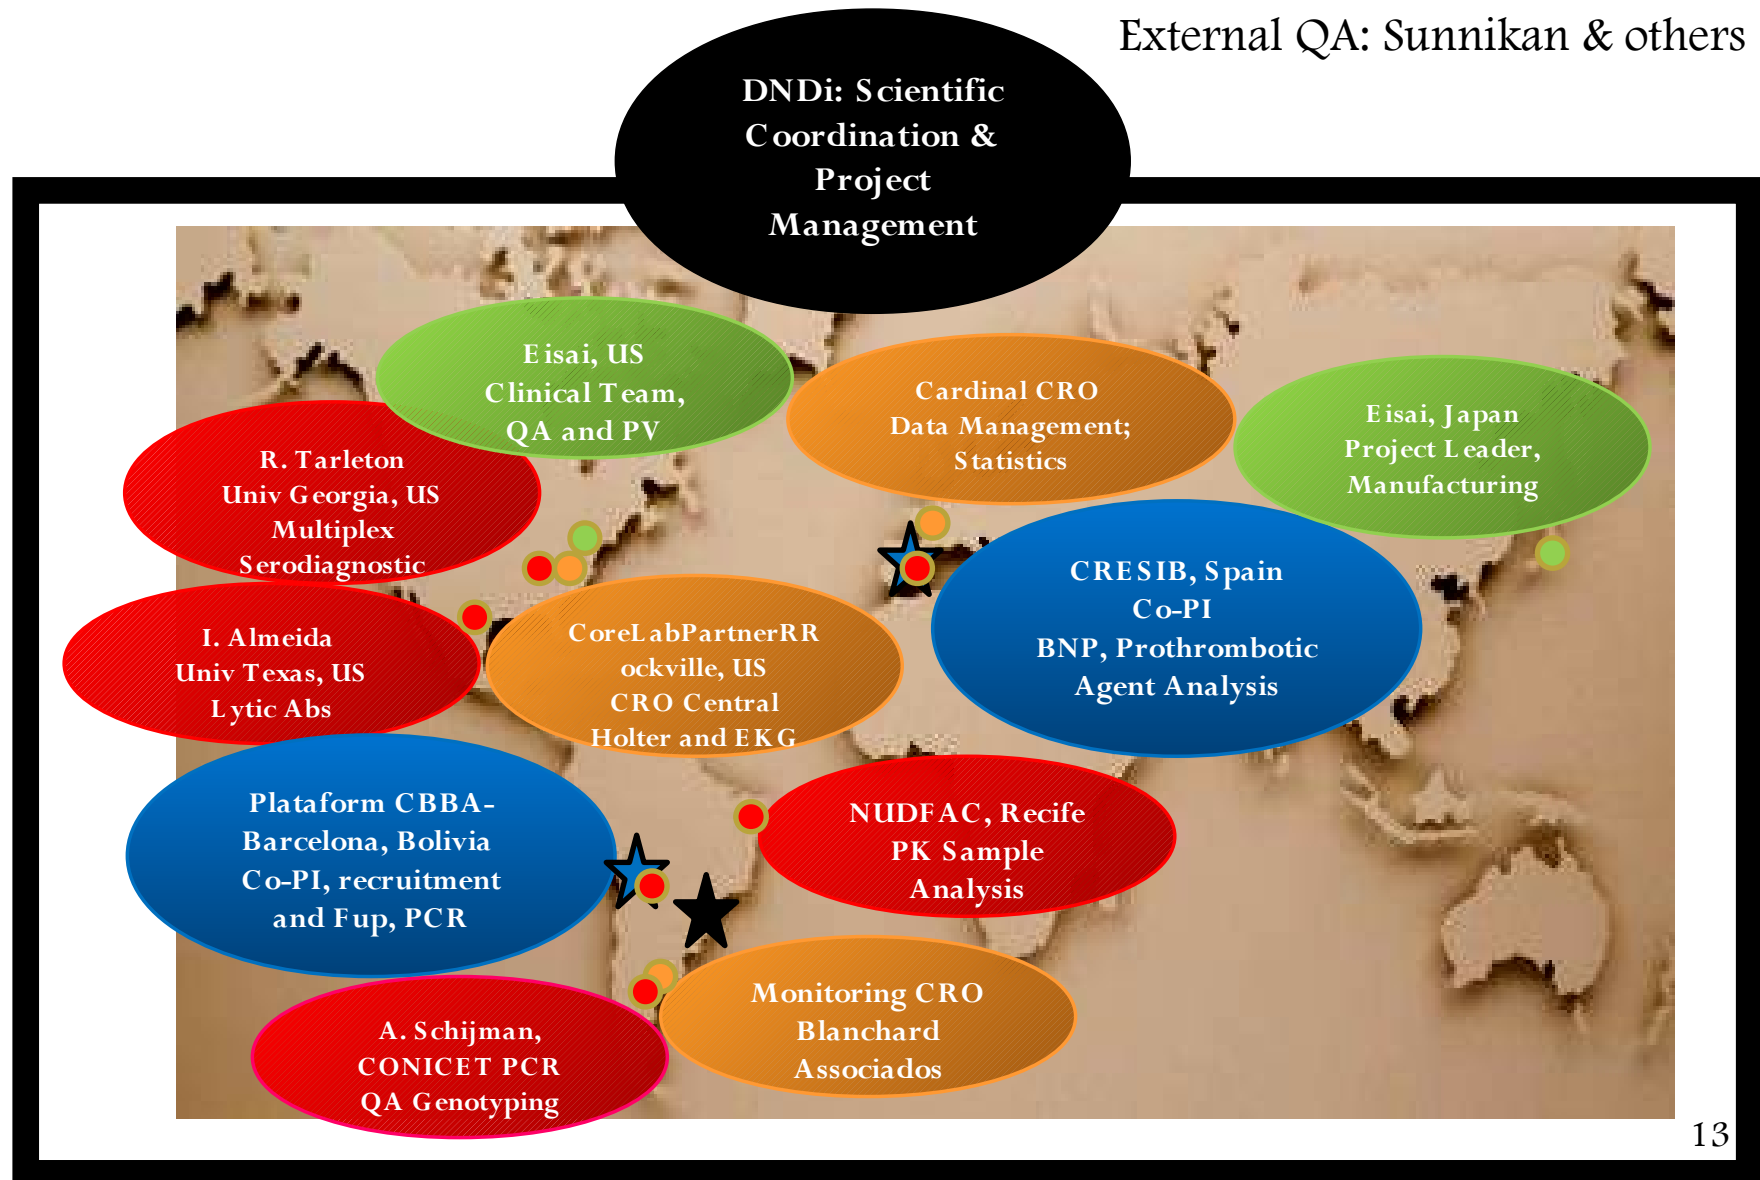 External QA: Sunnikan & others
DNDi: Scientific
Coordination &
Project
Management
Eisai, US
Clinical Team,
QA and PV
Cardinal CRO
Data Management;
Statistics
Eisai, Japan
Project Leader,
Manufacturing
R. Tarleton
Univ Georgia, US
Multiplex
Serodiagnostic
CRESIB, Spain
Co-PI
BNP, Prothrombotic
Agent Analysis
I. Almeida
Univ Texas, US
Lytic Abs
CoreLabPartnerRR
ockville, US
CRO Central
Holter and EKG
Plataform CBBA-
Barcelona, Bolivia
Co-PI, recruitment
and Fup, PCR
NUDFAC, Recife
PK Sample
Analysis
Monitoring CRO
Blanchard
Associados
A. Schijman,
CONICET PCR
QA Genotyping
13